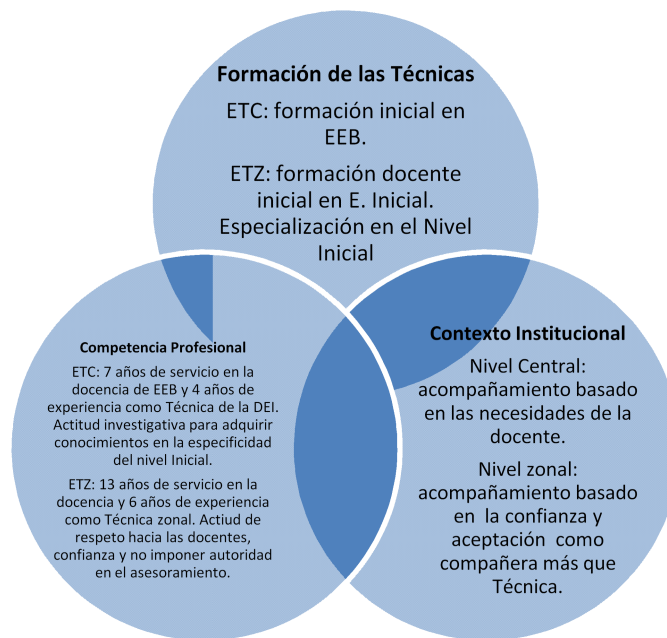 Formación de las Técnicas
ETC: formación inicial en
EEB.
ETZ: formación docente
inicial en E. Inicial.
Especialización en el Nivel
Inicial
Competencia Profesional
ETC: 7 años de servicio en la
docencia de EEB y 4 años de
experiencia como Técnica de la DEI.
Actitud investigativa para adquirir
conocimientos en la especificidad
del nivel Inicial.
ETZ: 13 años de servicio en la
docencia y 6 años de experiencia
como Técnica zonal. Actiud de
respeto hacia las docentes,
confianza y no imponer autoridad
en el asesoramiento.
Contexto Institucional
Nivel Central:
acompañamiento basado
en las necesidades de la
docente.
Nivel zonal:
acompañamiento basado
en la confianza y
aceptación como
compañera más que
Técnica.